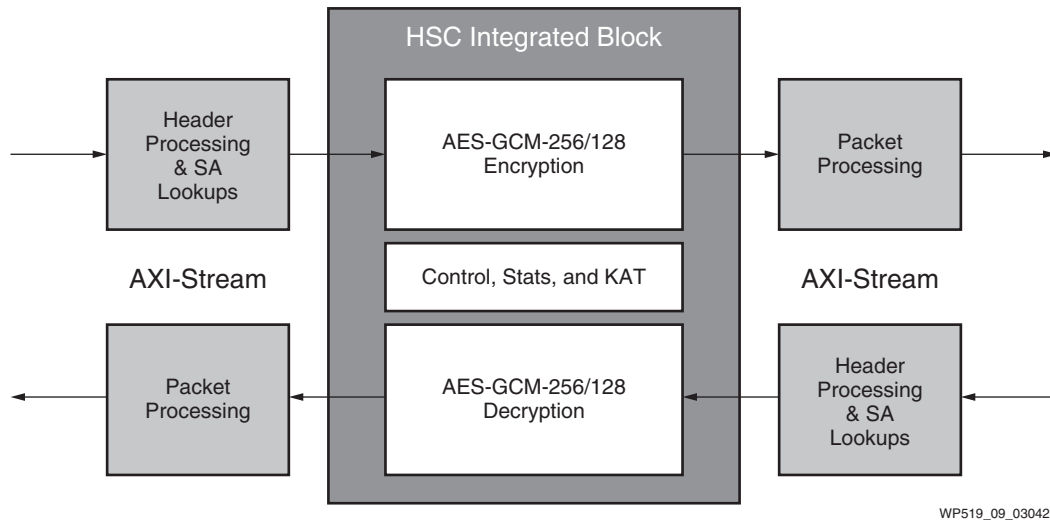 HSC Integrated Block
Header
Processing
& SA
Lookups
AES-GCM-256/128
Encryption
Packet
Processing
AXI-Stream
Control, Stats, and KAT
AXI-Stream
Packet
Processing
AES-GCM-256/128
Decryption
Header
Processing
& SA
Lookups
WP519_09_03042